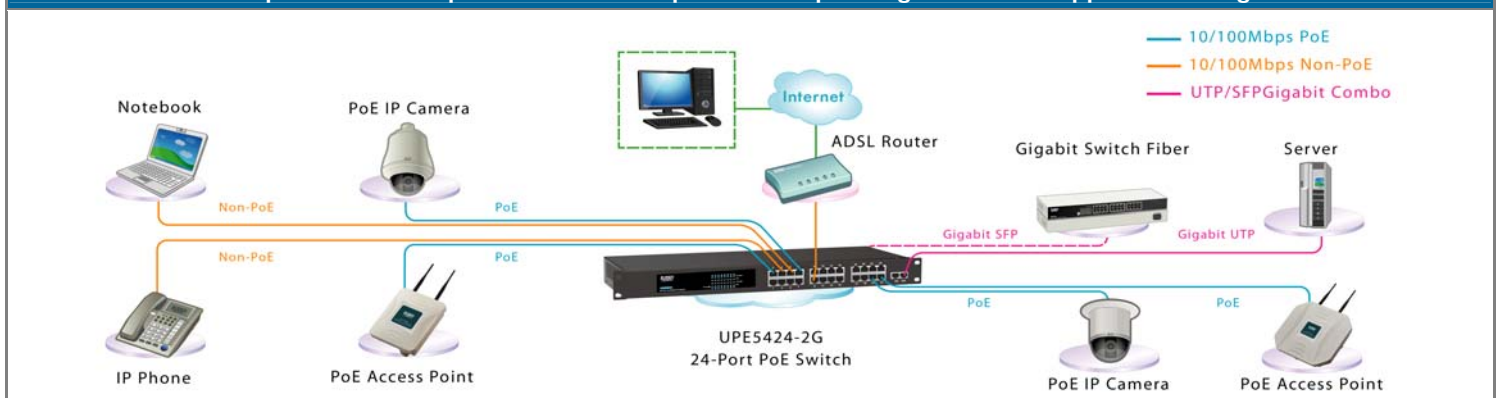 10/100Mbps PoE
10/100Mbps Non-PoE
UTP/SFPGigabit Combo
Notebook
PoE IP Camera
Internet
ADSL Router
Gigabit Switch Fiber
Server
Non-PoE
PoE
Gigabit SFP
Gigabit UTP
Non-PoE
PoE
PoE
PoE
UPE5424-2G
24-Port PoE Switch
IP Phone
PoE Access Point
PoE IP Camera
PoE Access Point